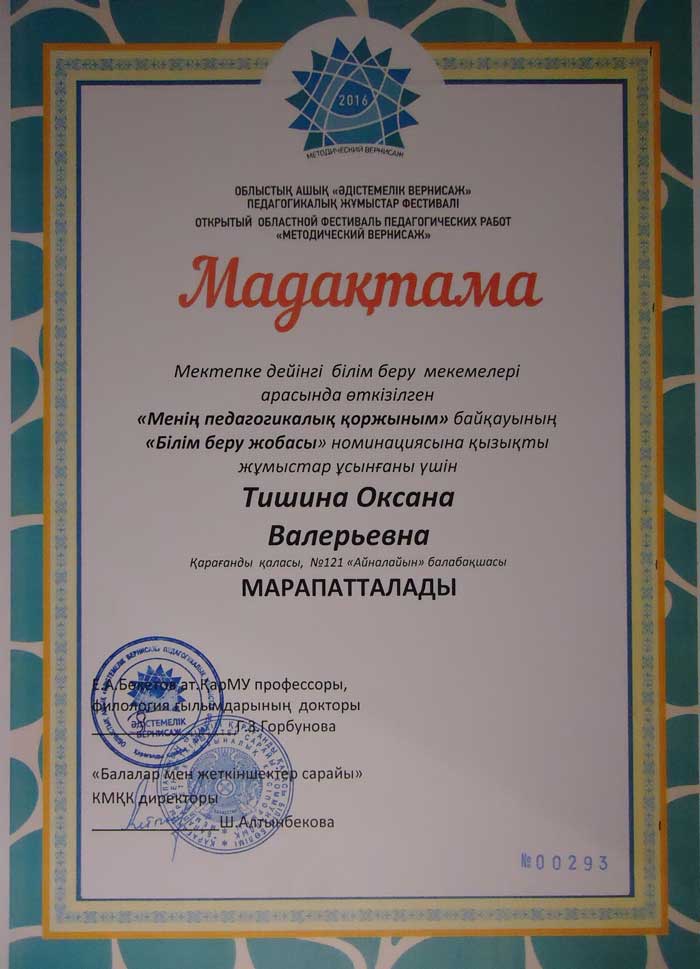 2016
МЕТОДИЧЕСКИЙ ВЕРНИСАЖ
ОБЛЫСТЫҚ АШЫҚ «ӘДІСТЕМЕЛІК ВЕРНИСАЖ»
ПЕДАГОГИКАЛЫҚ ЖҰМЫСТАР ФЕСТИВАЛІ
ОТКРЫТЫЙ ОБЛАСТНОЙ ФЕСТИВАЛЬ ПЕДАГОГИЧЕСКИХ РАБОТ
«МЕТОДИЧЕСКИЙ ВЕРНИСАЖ»
Мадақтама
Мектепке дейінгі білім беру мекемелері
арасында өткізілген
«Менің педагогикалық қоржыным» байқауының
«Білім беру жобасы» номинациясына қызықты
жұмыстар ұсынғаны үшін
Тишина Оксана
Валерьевна
Қарағанды қаласы, №121 «Айналайын» балабақшасы
МАРАПАТТАЛАДЫ
Е.А.Бөкетов ат.ҚарМУ профессоры,
филология ғылымдарының докторы
Горбунова
ӘДІСТЕМЕЛІК
ВЕРНИСАЖ
«Балалар мен жеткіншектер сарайы»
КМҚК директоры
Ш.Алтынбекова
№00293